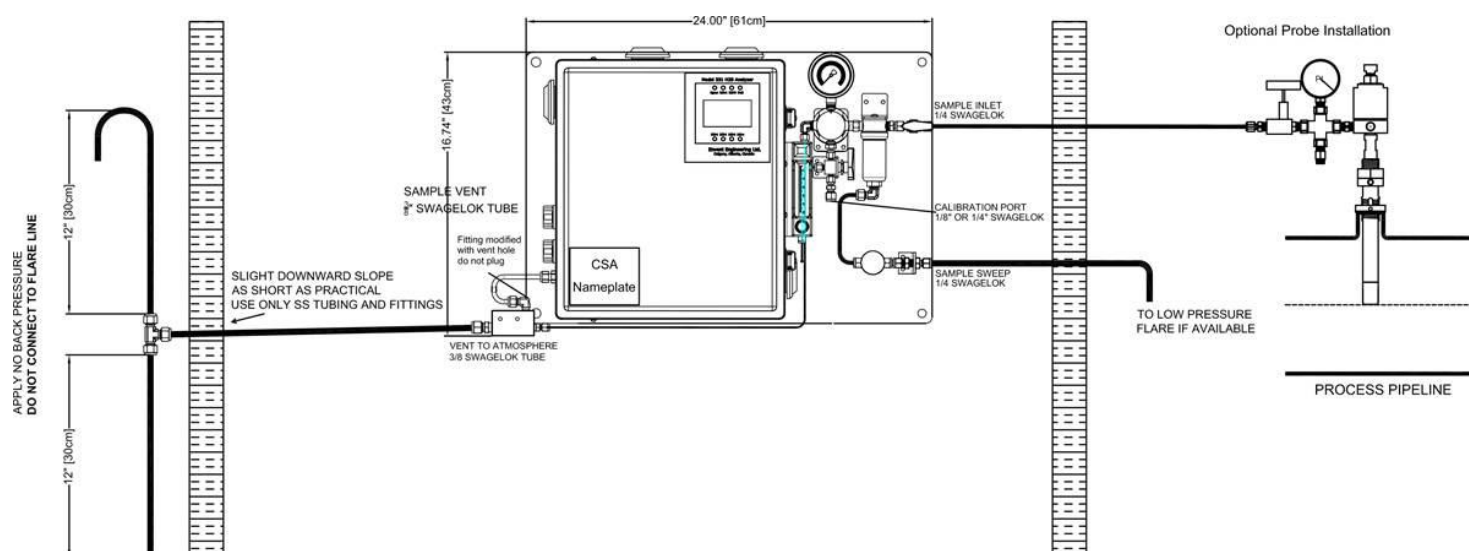 24.00" [61cm]
Optional Probe Installation
16.74" [43cm]
Model 331 H2S Analyzer
SAMPLE INLET
1/4 SWAGELOK
12" [30cm]
SAMPLE VENT
SWAGELOK TUBE
Fitting modified
with vent hole
do not plug
CALIBRATION PORT
1/8" OR 1/4" SWAGELOK
CSA
Nameplate
SAMPLE SWEEP
1/4 SWAGELOK
SLIGHT DOWNWARD SLOPE
AS SHORT AS PRACTICAL
USE ONLY SS TUBING AND FITTINGS
TO LOW PRESSURE
FLARE IF AVAILABLE
VENT TO ATMOSPHERE
3/8 SWAGELOK TUBE
APPLY NO BACK PRESSURE
DO NOT CONNECT TO FLARE LINE
12" [30cm]
PROCESS PIPELINE